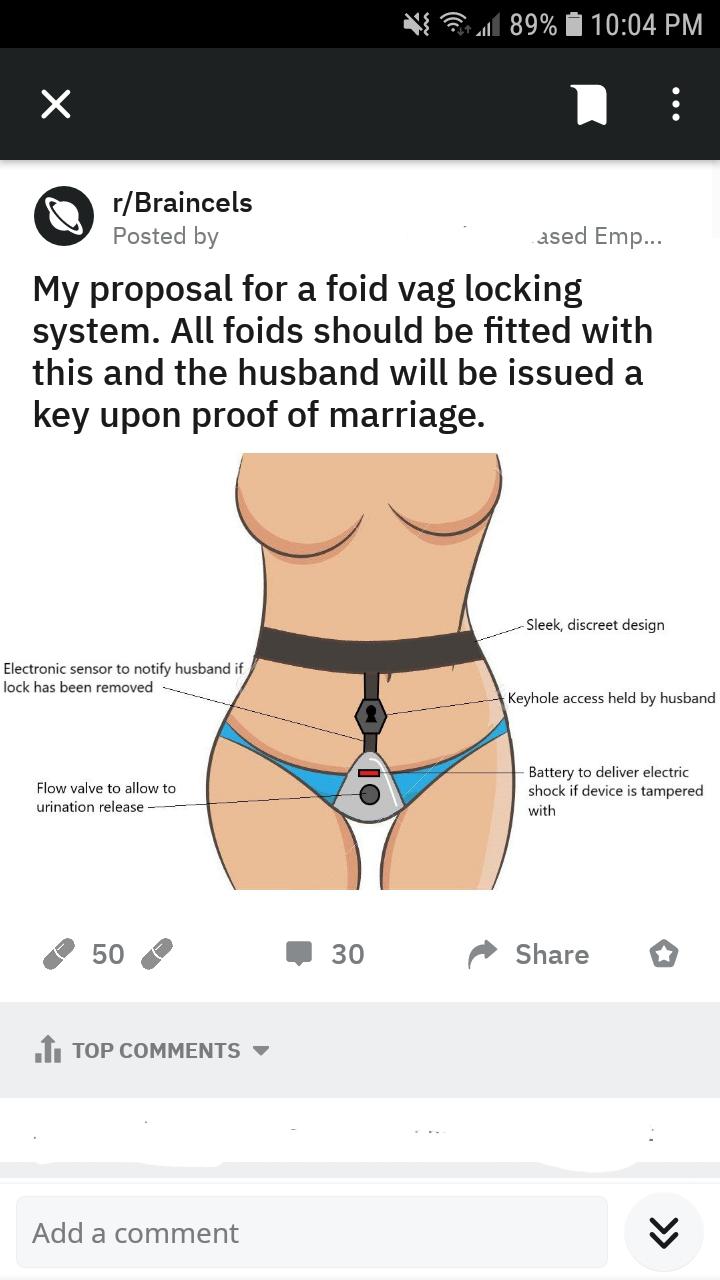 89% 10:04 PM
r/Braincels
Posted by ased Emp...
My proposal for a foid vag locking
system. All foids should be fitted with
this and the husband will be issued a
key upon proof of marriage.
Sleek, discreet design
Electronic sensor to notify husband if
lock has been removed
Keyhole access held by husband
Flow valve to allow to
urination release
Battery to deliver electric
shock if device is tampered
with
50 30 Share
TOP COMMENTS
Add a comment